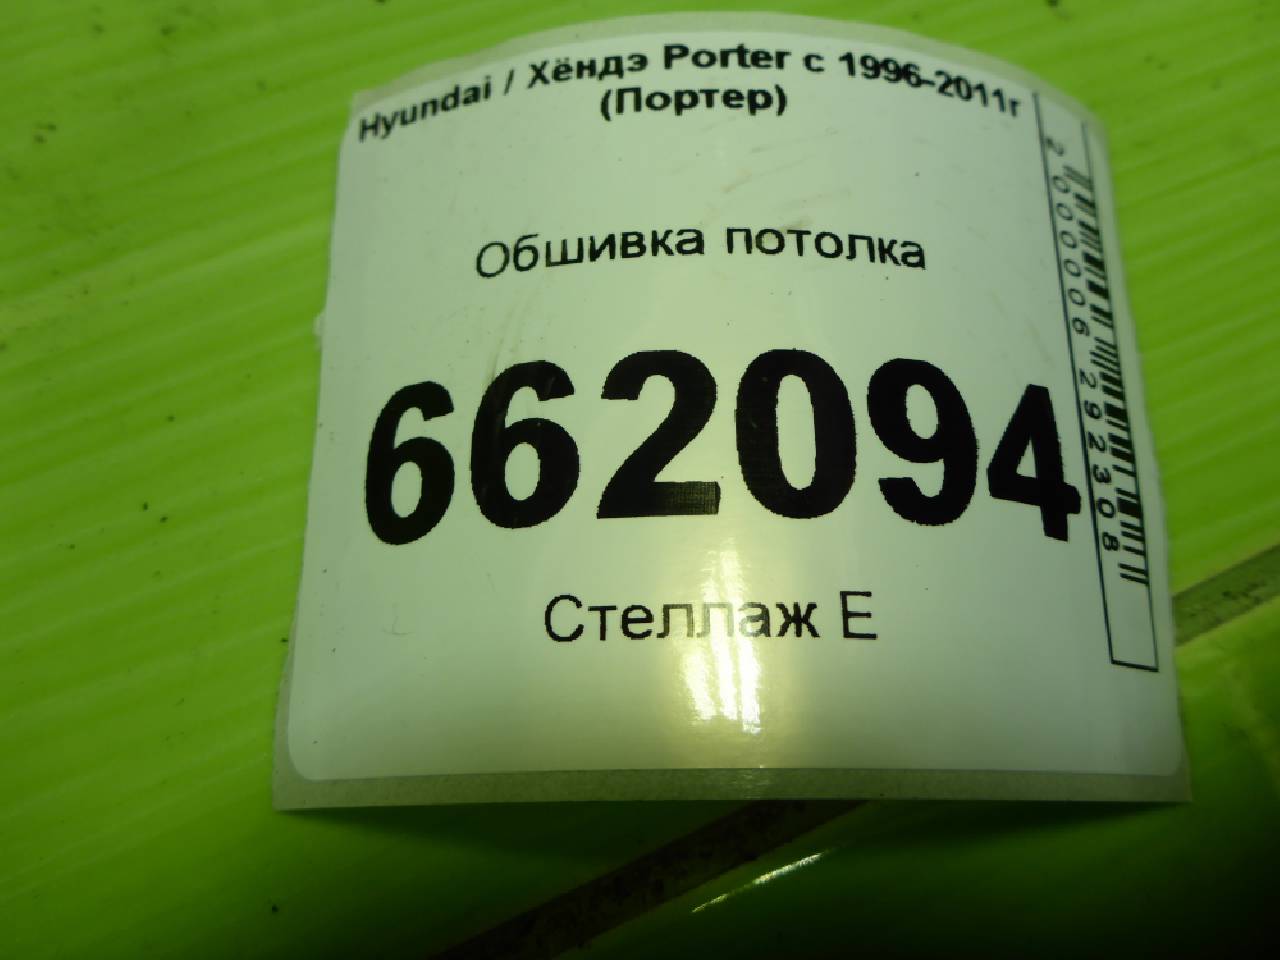 Hyundai / Хёндэ Porter с 1996-2011г
(Портер)
Обшивка потолка
662094
Стеллаж Е
2000006292308